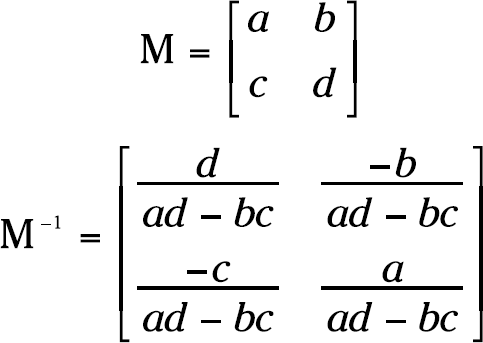 M = [ a b
c d ]
M⁻¹ = [ d/ad − bc −b/ad − bc
−c/ad − bc a/ad − bc ]